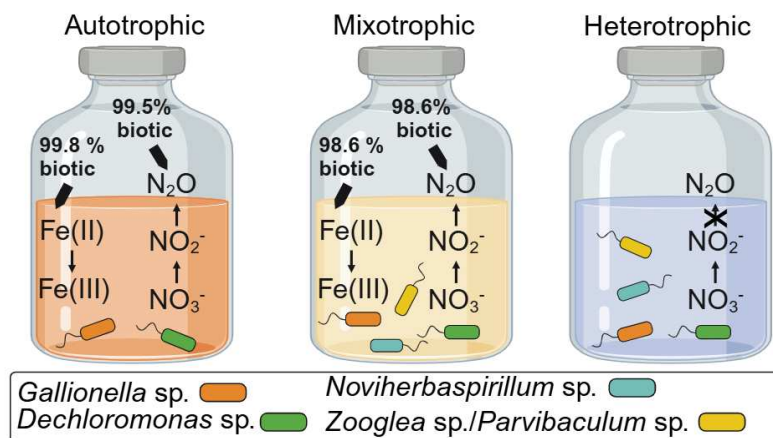 Autotrophic
99.5%
biotic
99.8 %
biotic
N₂O
Fe(II)
NO₂⁻
Fe(III)
NO₃⁻
Mixotrophic
98.6%
biotic
98.6 %
biotic
N₂O
Fe(II)
NO₂⁻
Fe(III)
NO₃⁻
Heterotrophic
N₂O
NO₂⁻
NO₃⁻
Gallionella sp.
Noviherbaspirillum sp.
Dechloromonas sp.
Zooglea sp./Parvibaculum sp.